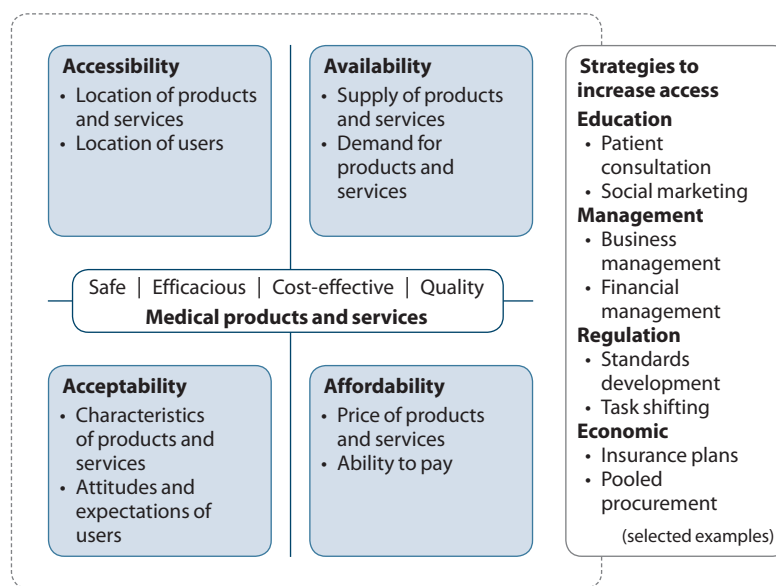 Accessibility
• Location of products
and services
• Location of users
Availability
• Supply of products
and services
• Demand for
products and
services
Safe | Efficacious | Cost-effective | Quality
Medical products and services
Acceptability
• Characteristics
of products and
services
• Attitudes and
expectations of
users
Affordability
• Price of products
and services
• Ability to pay
Strategies to
increase access
Education
• Patient
consultation
• Social marketing
Management
• Business
management
• Financial
management
Regulation
• Standards
development
• Task shifting
Economic
• Insurance plans
• Pooled
procurement
(selected examples)